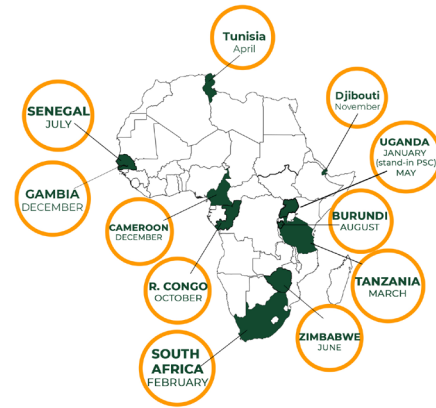 Tunisia
April
SENEGAL
JULY
Djibouti
November
UGANDA
JANUARY
(stand-in PSC)
MAY
GAMBIA
DECEMBER
CAMEROON
DECEMBER
BURUNDI
AUGUST
R. CONGO
OCTOBER
TANZANIA
MARCH
ZIMBABWE
JUNE
SOUTH
AFRICA
FEBRUARY